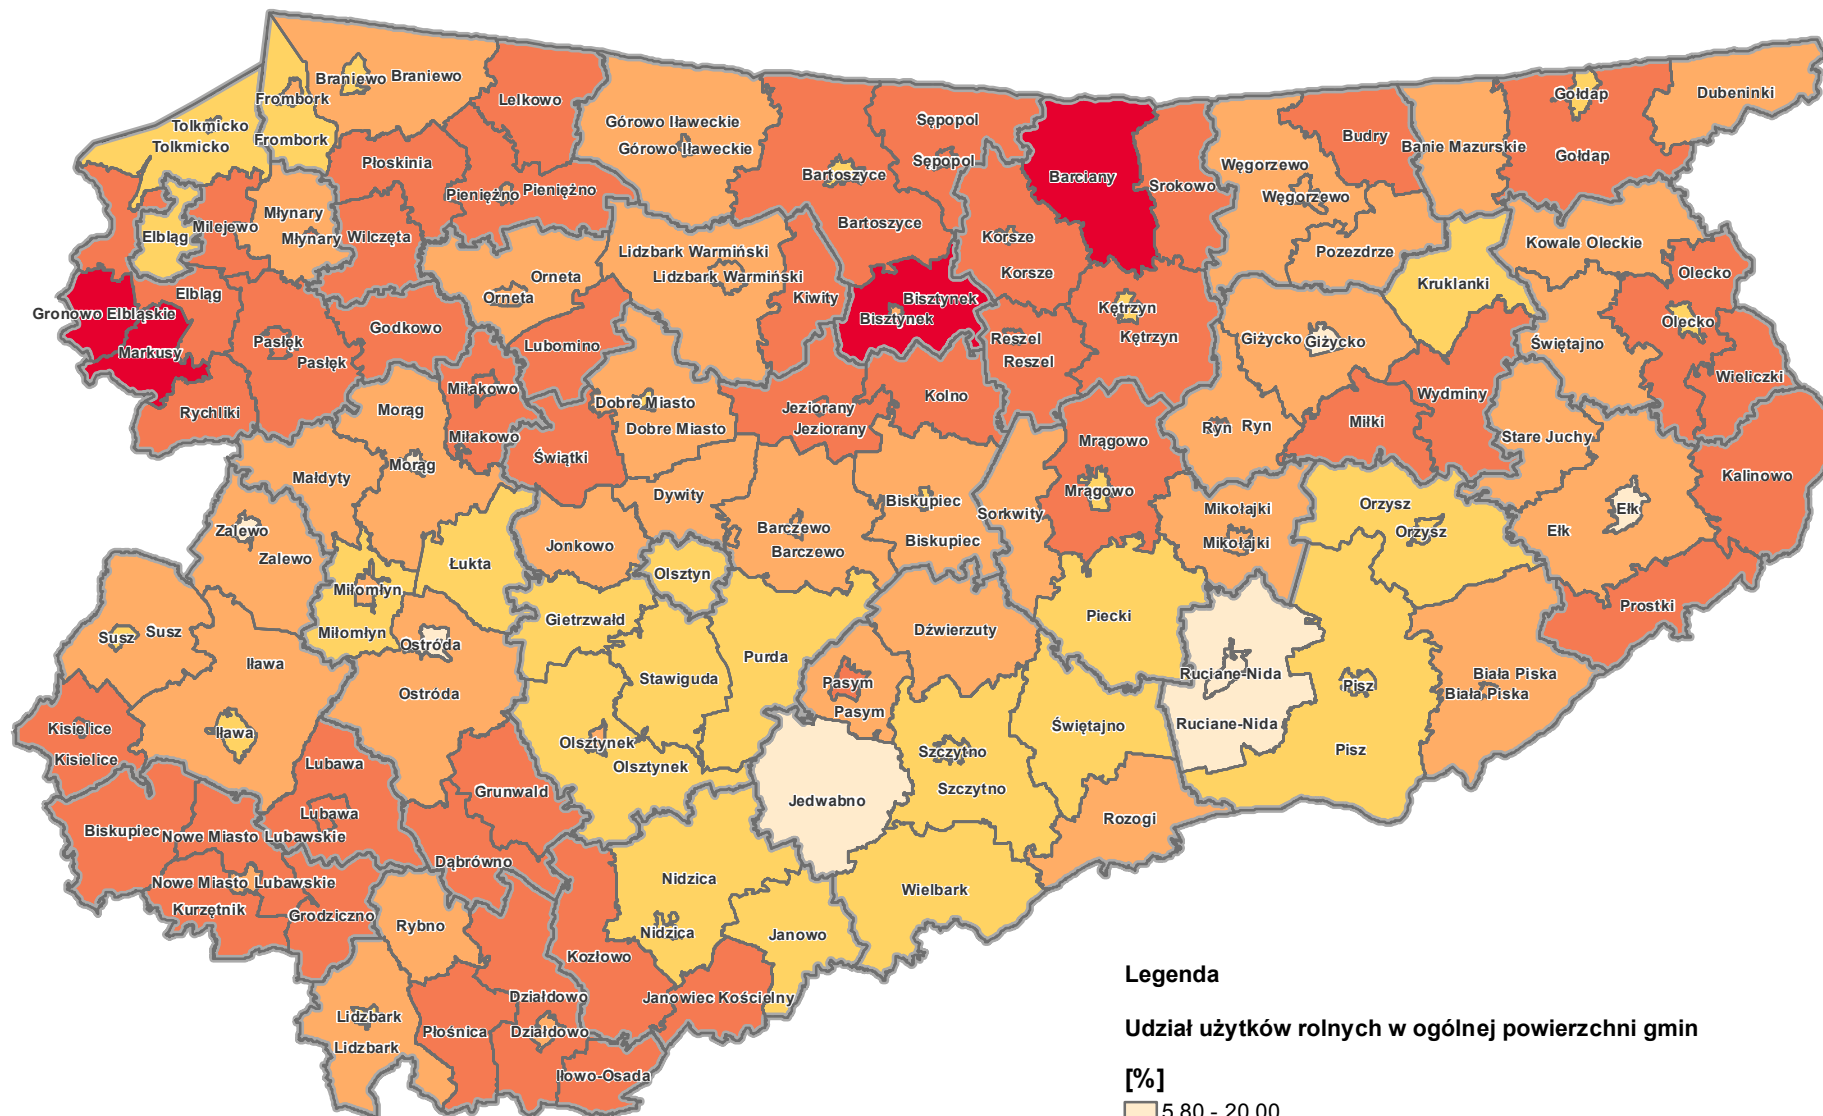 Braniewo Braniewo
Frombork
Lelkowo
Gołdap
Dubeninki
Tolkmicko
Tolkmicko
Frombork
Górowo Iławeckie
Górowo Iławeckie
Sępopol
Sępopol
Budry
Banie Mazurskie
Gołdap
Płoskinia
Pieniężno Pieniężno
Bartoszyce
Bartoszyce
Barciany
Srokowo
Węgorzewo
Węgorzewo
Elbląg
Milejewo
Młynary
Młynary
Wilczęta
Lidzbark Warmiński
Lidzbark Warmiński
Korsze
Korsze
Pozezdrze
Kowale Oleckie
Olecko
Orneta
Orneta
Kiwity
Bisztynek
Bisztynek
Kruklanki
Gronowo Elbląskie
Elbląg
Markusy
Pasłęk
Pasłęk
Godkowo
Lubomino
Reszel
Reszel
Kętrzyn
Kętrzyn
Giżycko Giżycko
Świętajno
Olecko
Wieliczki
Rychliki
Morąg
Miłakowo
Miłakowo
Dobre Miasto
Dobre Miasto
Jeziorany
Jeziorany
Kolno
Mrągowo
Mrągowo
Ryn Ryn
Miłki
Wydminy
Stare Juchy
Kalinowo
Małdyty
Morąg
Świątki
Dywity
Barczewo
Barczewo
Biskupiec
Biskupiec
Sorkwity
Mikołajki
Mikołajki
Orzysz
Orzysz
Ełk
Ełk
Zalewo
Zalewo
Łukta
Jonkowo
Olsztyn
Miłomłyn
Miłomłyn
Gietrzwałd
Dźwierzuty
Piecki
Prostki
Susz Susz
Iława
Ostróda
Ostróda
Stawiguda
Purda
Pasym
Pasym
Ruciane-Nida
Ruciane-Nida
Pisz
Pisz
Biała Piska
Biała Piska
Kisielice
Kisielice
Iława
Olsztynek
Olsztynek
Szczytno
Szczytno
Świętajno
Lubawa
Lubawa
Grunwald
Jedwabno
Rozogi
Biskupiec
Nowe Miasto Lubawskie
Dąbrówno
Nowe Miasto Lubawskie
Kurzętnik
Grodziczno
Rybno
Nidzica
Nidzica
Wielbark
Janowo
Kozłowo
Działdowo
Działdowo
Janowiec Kościelny
Lidzbark
Lidzbark
Płośnica
Iłowo-Osada
Legenda
Udział użytków rolnych w ogólnej powierzchni gmin
[%]
5,80 - 20,00